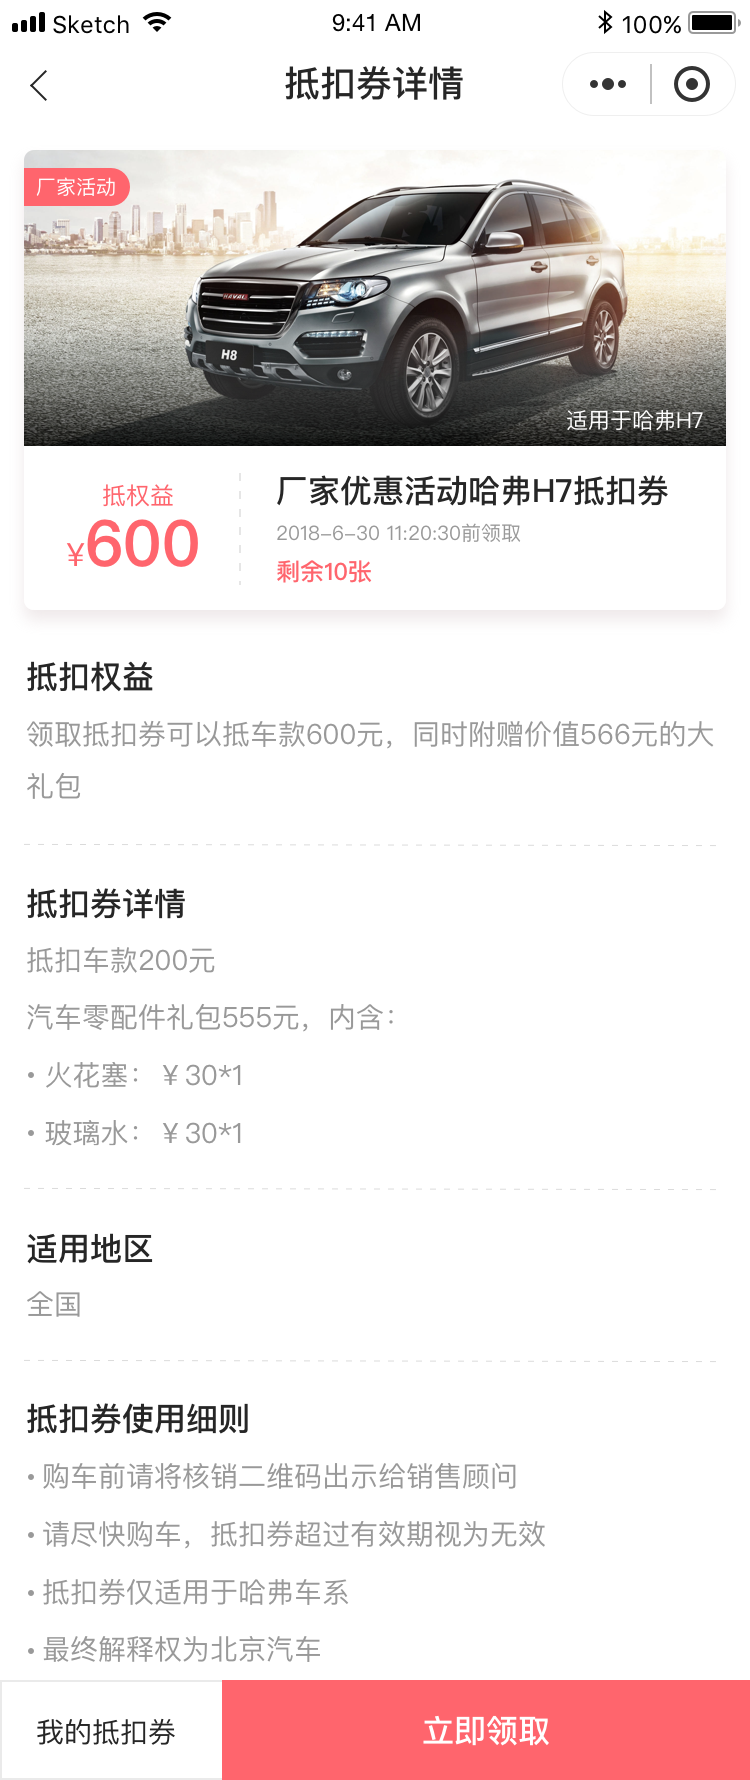 Sketch 9:41 AM 100%
抵扣券详情
厂家活动
HAVAL
H8
适用于哈弗H7
抵权益
¥600
厂家优惠活动哈弗H7抵扣券
2018-6-30 11:20:30前领取
剩余10张
抵扣权益
领取抵扣券可以抵车款600元，同时附赠价值566元的大
礼包
抵扣券详情
抵扣车款200元
汽车零配件礼包555元，内含：
• 火花塞：￥30*1
• 玻璃水：￥30*1
适用地区
全国
抵扣券使用细则
• 购车前请将核销二维码出示给销售顾问
• 请尽快购车，抵扣券超过有效期视为无效
• 抵扣券仅适用于哈弗车系
• 最终解释权为北京汽车
我的抵扣券
立即领取